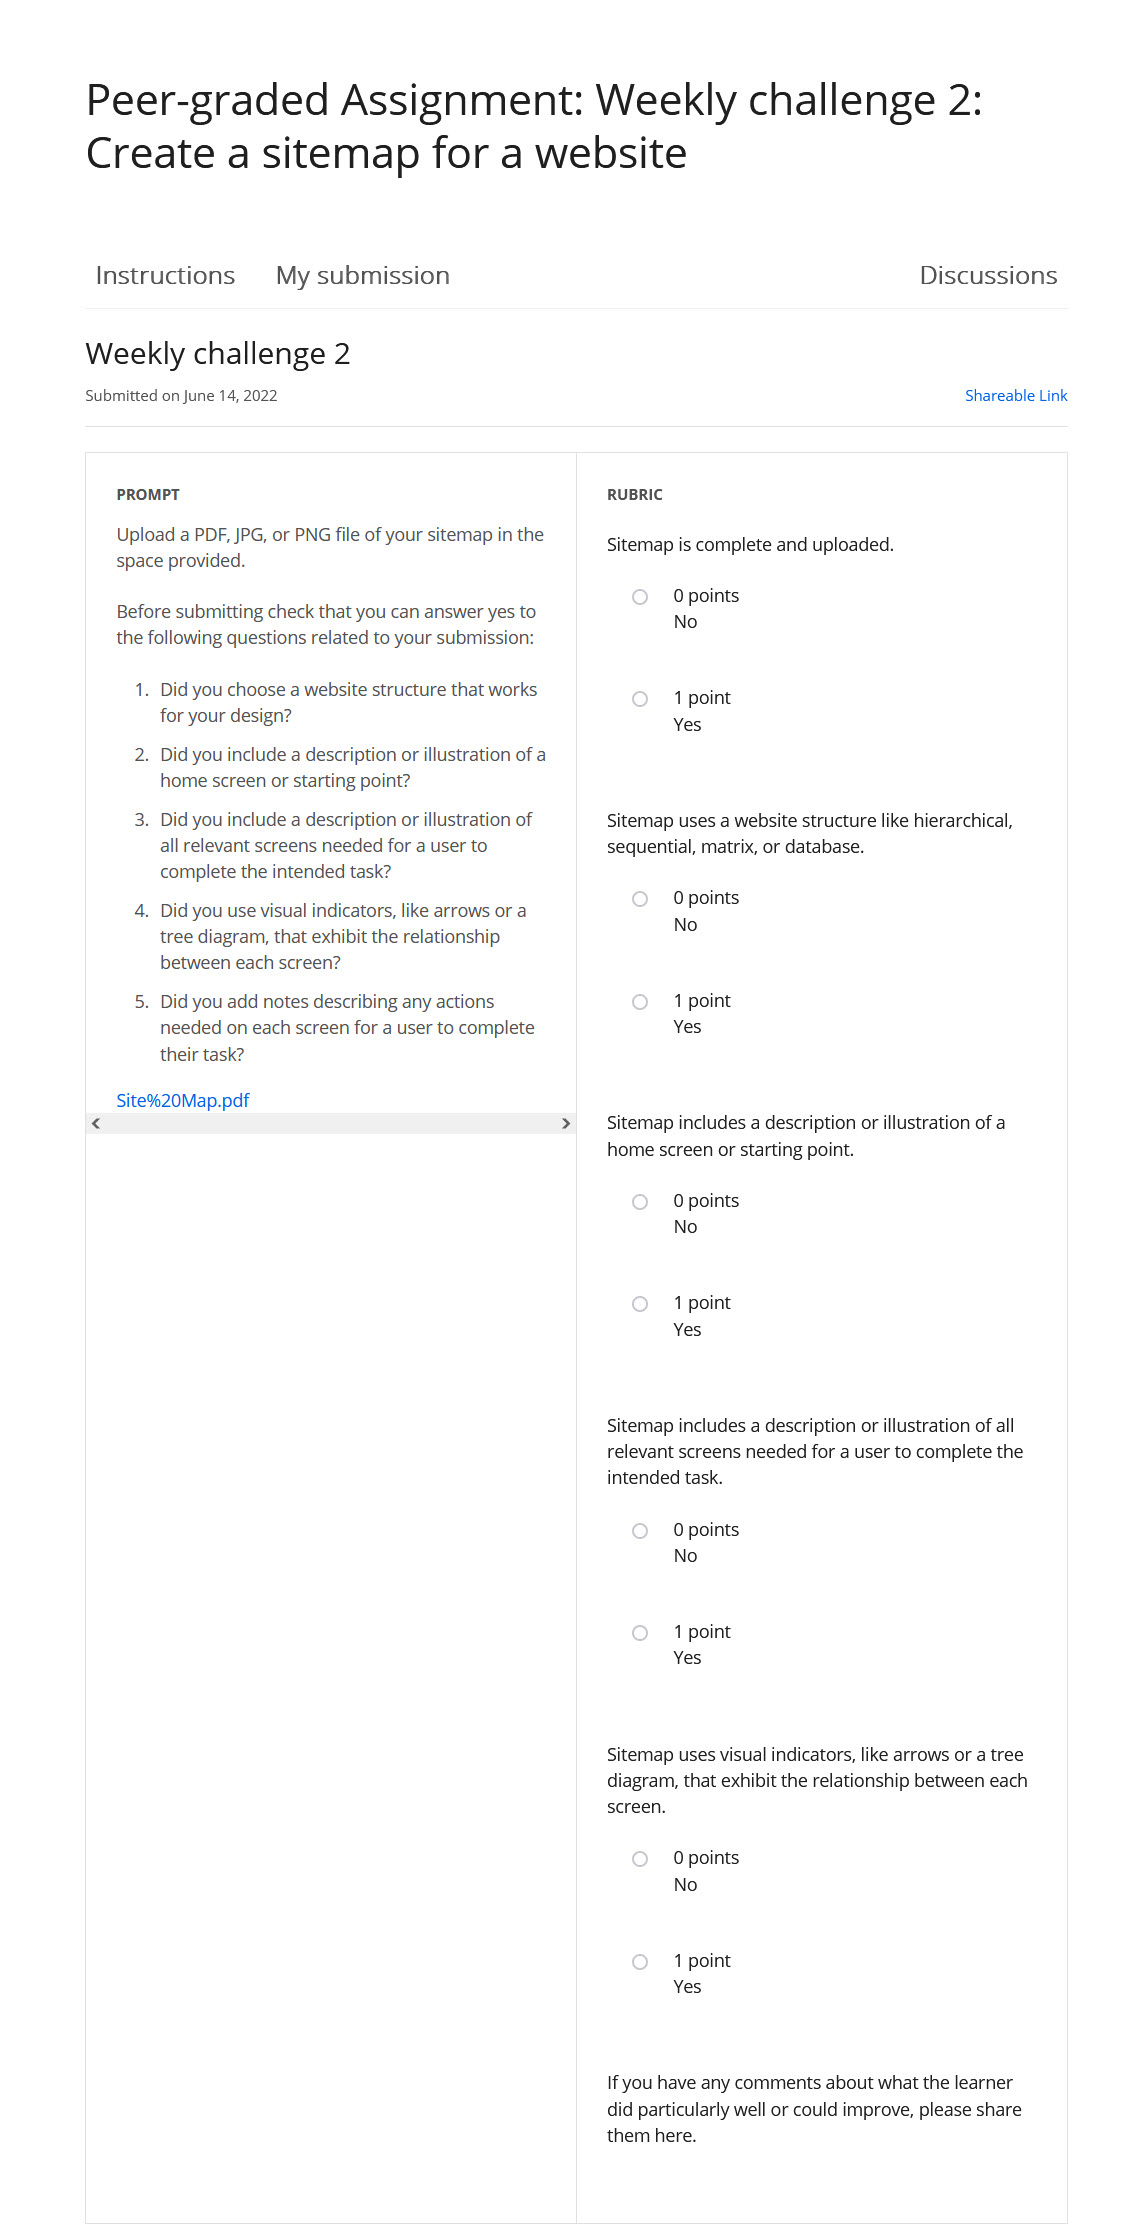 Peer-graded Assignment: Weekly challenge 2:
Create a sitemap for a website
Instructions My submission Discussions
Weekly challenge 2
Submitted on June 14, 2022 Shareable Link
PROMPT
Upload a PDF, JPG, or PNG file of your sitemap in the
space provided.
Before submitting check that you can answer yes to
the following questions related to your submission:
1. Did you choose a website structure that works
for your design?
2. Did you include a description or illustration of a
home screen or starting point?
3. Did you include a description or illustration of
all relevant screens needed for a user to
complete the intended task?
4. Did you use visual indicators, like arrows or a
tree diagram, that exhibit the relationship
between each screen?
5. Did you add notes describing any actions
needed on each screen for a user to complete
their task?
Site%20Map.pdf
RUBRIC
Sitemap is complete and uploaded.
0 points
No
1 point
Yes
Sitemap uses a website structure like hierarchical,
sequential, matrix, or database.
0 points
No
1 point
Yes
Sitemap includes a description or illustration of a
home screen or starting point.
0 points
No
1 point
Yes
Sitemap includes a description or illustration of all
relevant screens needed for a user to complete the
intended task.
0 points
No
1 point
Yes
Sitemap uses visual indicators, like arrows or a tree
diagram, that exhibit the relationship between each
screen.
0 points
No
1 point
Yes
If you have any comments about what the learner
did particularly well or could improve, please share
them here.